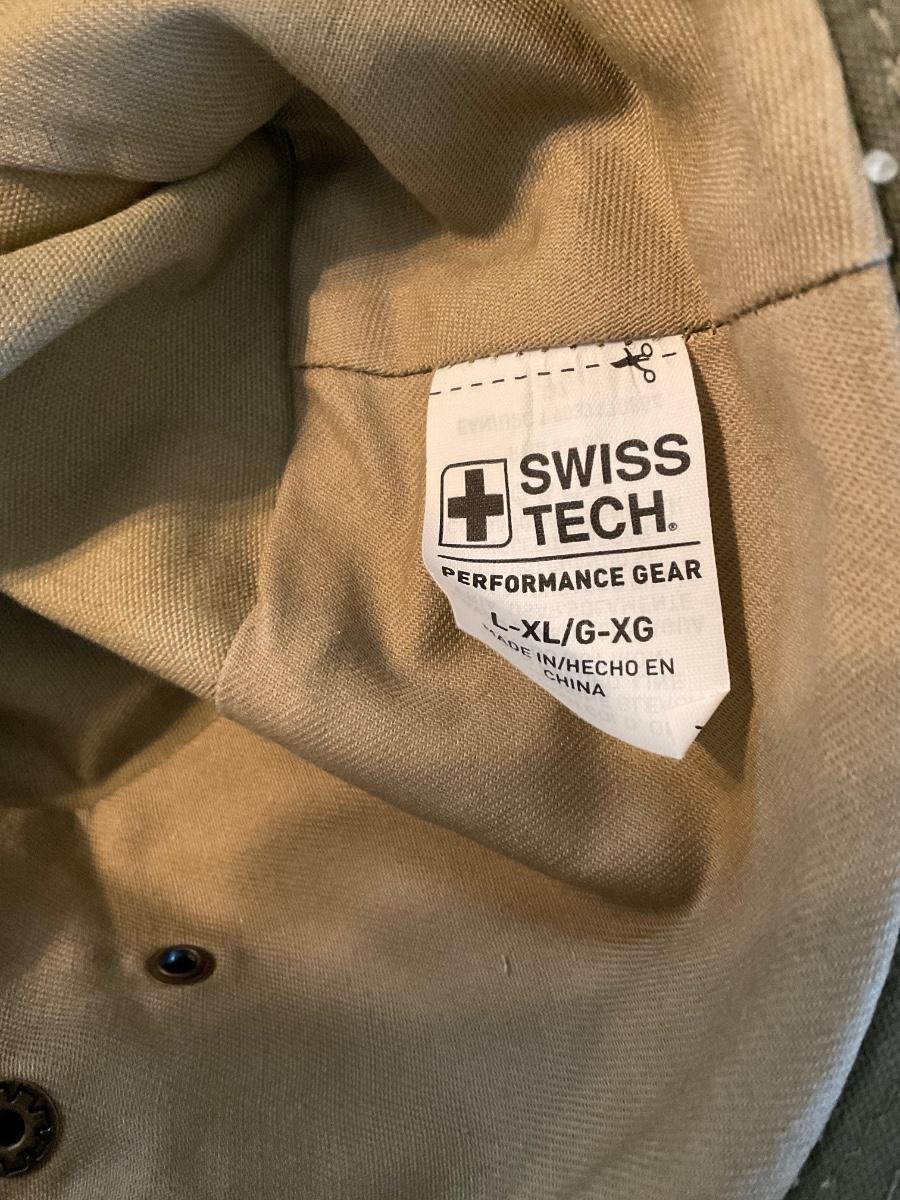 SWISS
TECH®
PERFORMANCE GEAR
L-XL/G-XG
MADE IN/HECHO EN
CHINA